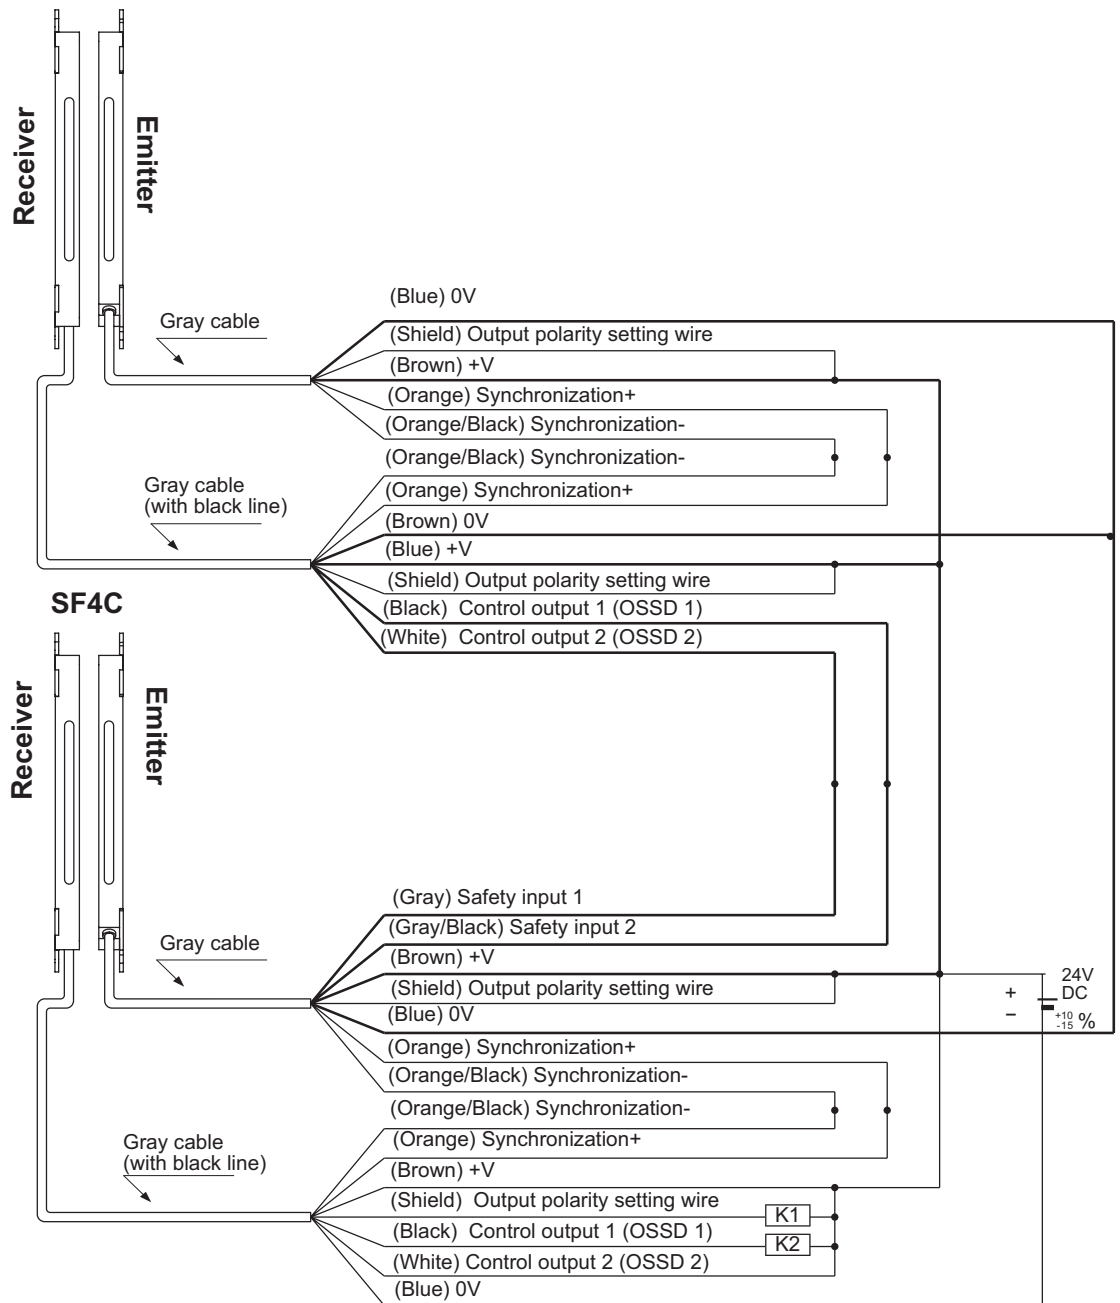 Receiver
Emitter
Gray cable
(Blue) 0V
(Shield) Output polarity setting wire
(Brown) +V
(Orange) Synchronization+
(Orange/Black) Synchronization-
(Orange/Black) Synchronization-
Gray cable
(with black line)
(Orange) Synchronization+
(Brown) 0V
(Blue) +V
(Shield) Output polarity setting wire
(Black) Control output 1 (OSSD 1)
(White) Control output 2 (OSSD 2)
SF4C
Receiver
Emitter
(Gray) Safety input 1
(Gray/Black) Safety input 2
Gray cable
(Brown) +V
(Shield) Output polarity setting wire
(Blue) 0V
24V
DC
+
−
+10
-15 %
(Orange) Synchronization+
(Orange/Black) Synchronization-
(Orange/Black) Synchronization-
Gray cable
(with black line)
(Orange) Synchronization+
(Brown) +V
(Shield) Output polarity setting wire
K1
(Black) Control output 1 (OSSD 1)
K2
(White) Control output 2 (OSSD 2)
(Blue) 0V